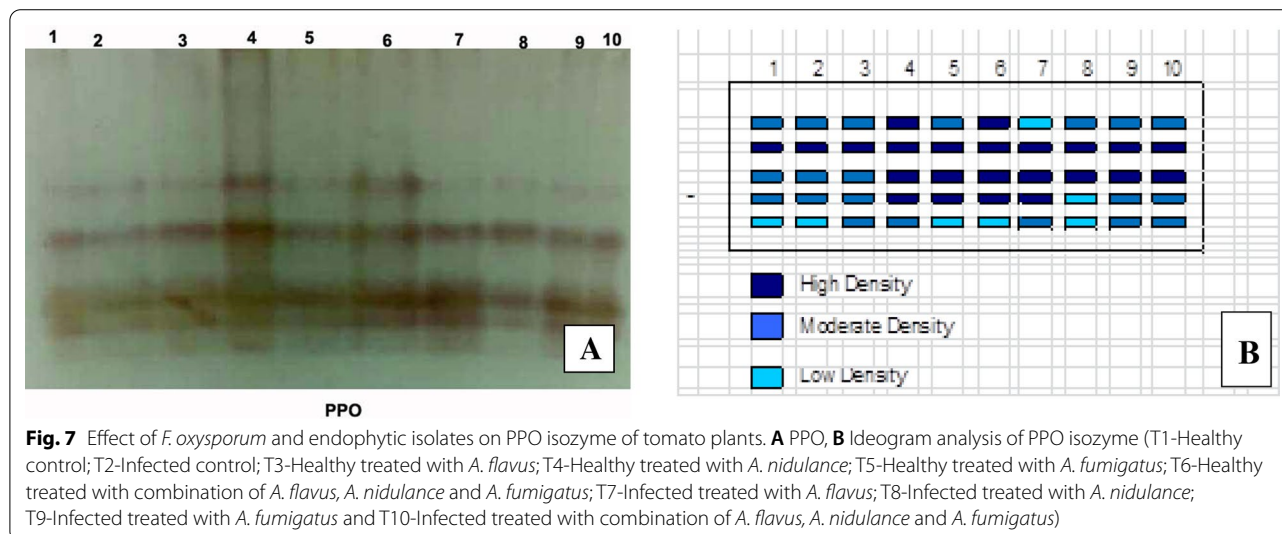 1 2 3 4 5 6 7 8 9 10
A
PPO
1 2 3 4 5 6 7 8 9 10
-
High Density
Moderate Density
Low Density
B
Fig. 7 Effect of F. oxysporum and endophytic isolates on PPO isozyme of tomato plants. A PPO, B Ideogram analysis of PPO isozyme (T1-Healthy
control; T2-Infected control; T3-Healthy treated with A. flavus; T4-Healthy treated with A. nidulance; T5-Healthy treated with A. fumigatus; T6-Healthy
treated with combination of A. flavus, A. nidulance and A. fumigatus; T7-Infected treated with A. flavus; T8-Infected treated with A. nidulance;
T9-Infected treated with A. fumigatus and T10-Infected treated with combination of A. flavus, A. nidulance and A. fumigatus)